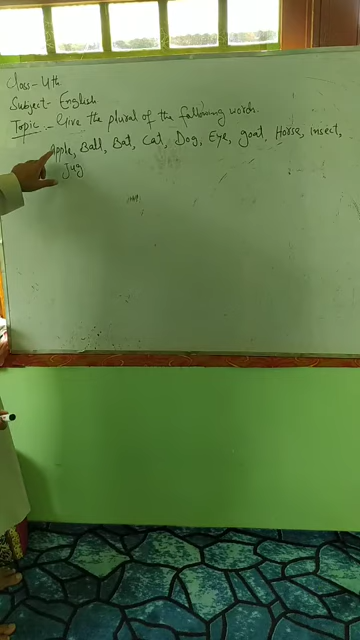 Class- 4th
Subject- English
Topic:- Give the plural of the following words.
Apple, Ball, Bat, Cat, Dog, Eye, goat, Horse, insect,
Jug